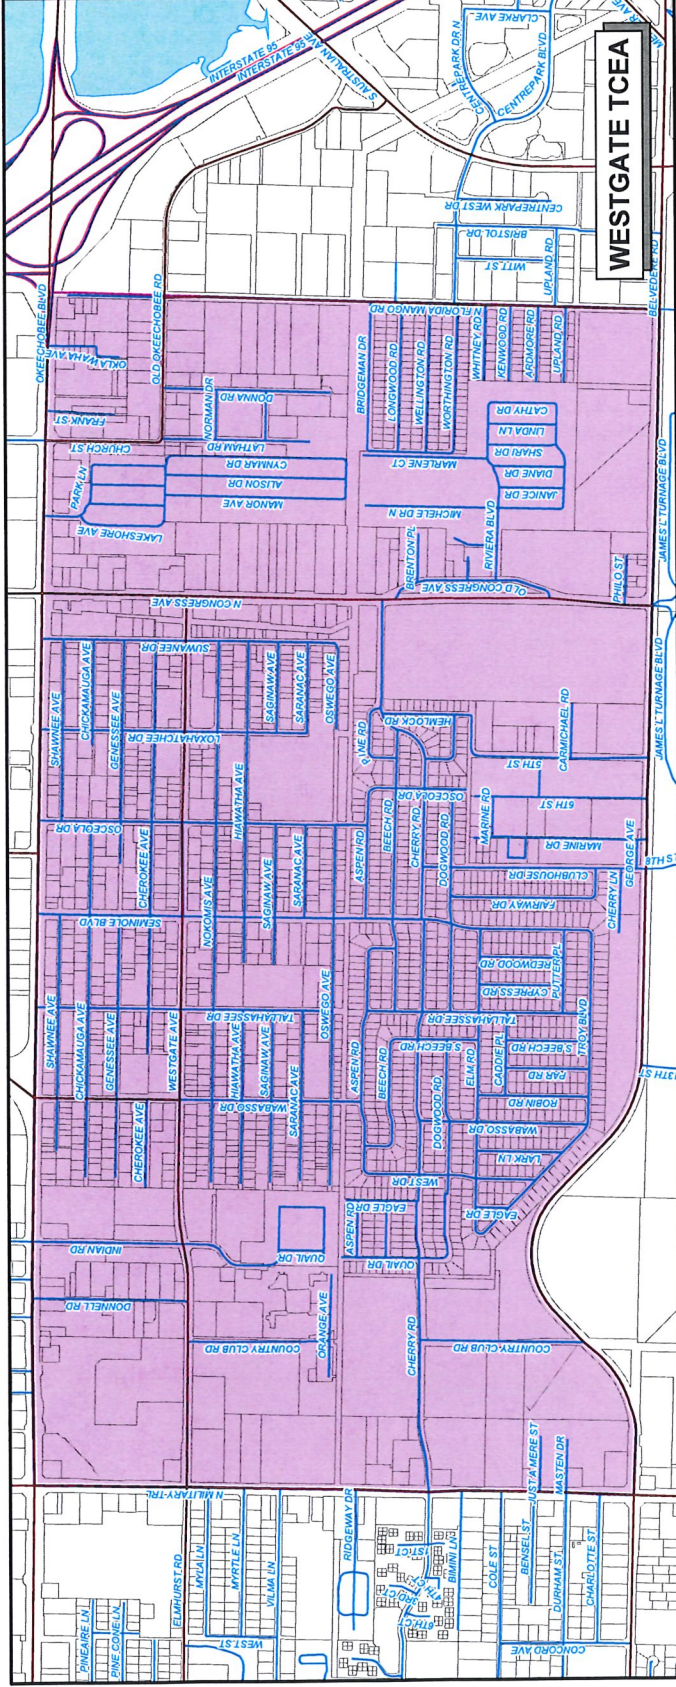 WESTGATE TCEA
INTERSTATE 95
INTERSTATE 95
S AUSTRALIAN AVE
CENTREPARK DR N
CLARKE AVE
CENTREPARK BLVD
CENTREPARK WEST DR
BRISTOL DR
WITT ST
UPLAND RD
BELVEDERE RD
OKEECHOBEE BLVD
OLD OKEECHOBEE RD
OKLAWAHA AVE
FRANK ST
CHURCH ST
N FLORIDA MANGO RD
BRIDGEMAN DR
LONGWOOD RD
WELLINGTON RD
WORTHINGTON RD
WHITNEY RD
KENWOOD RD
ARDMORE RD
UPLAND RD
NORMAN DR
DONNA RD
LATHAM RD
CYNMAR DR
ALISON DR
MANOR AVE
PARK LN
LAKESHORE AVE
MARLENE CT
MICHELE DR N
CATHY DR
LINDA LN
SHARI DR
DIANE DR
JANICE DR
RIVIERA BLVD
BRENTON PL
OLD CONGRESS AVE
PHILO ST
JAMES L TURNAGE BLVD
JAMES L TURNAGE BLVD
N CONGRESS AVE
SUWANEE DR
SHAWNEE AVE
CHICKAMAUGA AVE
GENESSEE AVE
LOXAHATCHEE DR
HIAWATHA AVE
SAGINAW AVE
SARANAC AVE
OSWEGO AVE
PINE RD
HEMLOCK RD
CARMICHAEL RD
5TH ST
6TH ST
OSCEOLA DR
OSCEOLA DR
CHEROKEE AVE
NOKOMIS AVE
SAGINAW AVE
SARANAC AVE
ASPEN RD
BEECH RD
CHERRY RD
DOGWOOD RD
MARINE RD
MARINE DR
GEORGE AVE
8TH ST
CLUBHOUSE DR
FAIRWAY DR
CHERRY LN
SEMINOLE BLVD
REDWOOD RD
CYPRESS RD
PUTTER PL
SHAWNEE AVE
CHICKAMAUGA AVE
GENESSEE AVE
WESTGATE AVE
TALLAHASSEE DR
HIAWATHA AVE
SAGINAW AVE
SARANAC AVE
OSWEGO AVE
TALLAHASSEE DR
TROY BLVD
ASPEN RD
BEECH RD
S BEECH RD
DOGWOOD RD
ELM RD
CADDIE PL
S BEECH RD
PAR RD
ROBIN RD
13TH ST
CHEROKEE AVE
WABASSO DR
WABASSO DR
LARK LN
WEST DR
EAGLE DR
EAGLE DR
INDIAN RD
QUAIL DR
ASPEN RD
QUAIL DR
DONNELL RD
COUNTRY CLUB RD
ORANGE AVE
CHERRY RD
COUNTRY CLUB RD
N MILITARY TRL
ELMHURST RD
MYLA LN
MYRTLE LN
VILMA LN
PINEAIRE LN
PINE CONE LN
WEST ST
RIDGEWAY DR
1ST CT
4TH CT
3RD CT
6TH CT
BIMINI LN
COLE ST
BENSEL ST
JUST A MERE ST
DURHAM ST
MASTEN DR
CHARLOTTE ST
CONCORD AVE